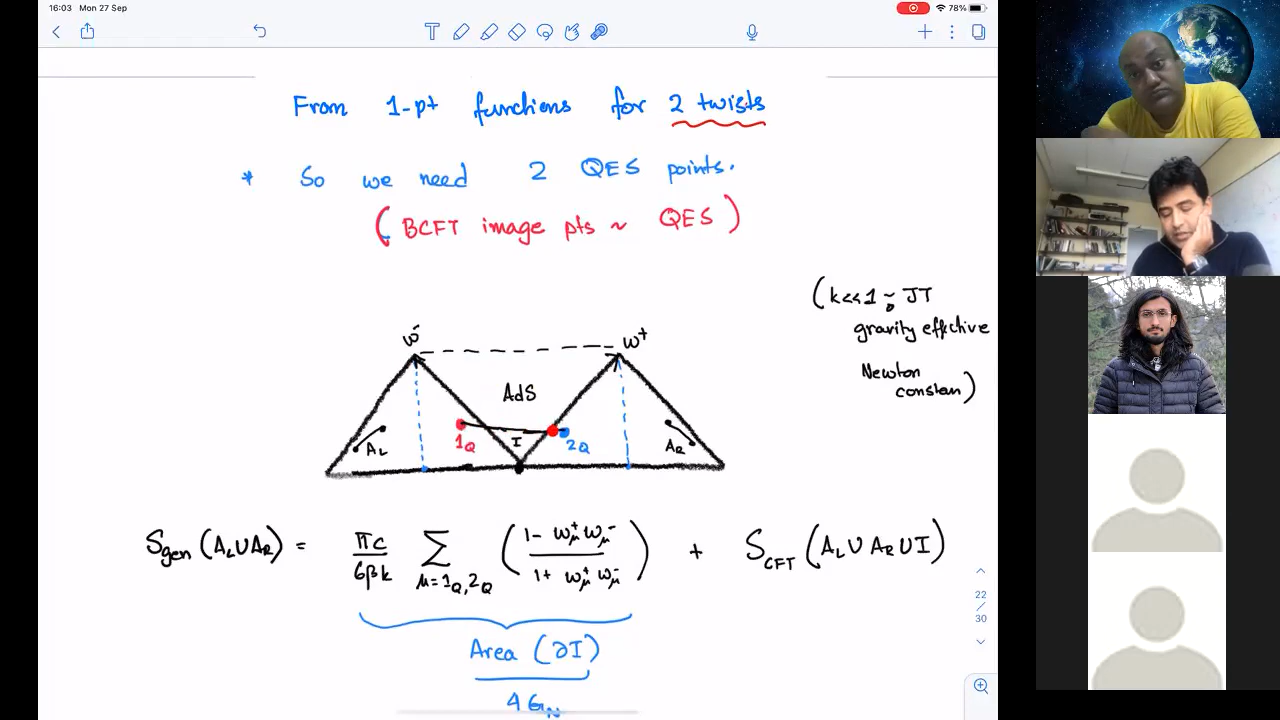 16:03 Mon 27 Sep
78%
From 1-pt functions for 2 twists
* So we need 2 QES points.
(BCFT image pts ~ QES)
(k<<1 ~ JT
gravity effective
Newton
constan)
w⁻ w⁺
AdS
A_L 1_Q I 2_Q A_R
S_gen (A_L ∪ A_R) = πc/6βk Σ_{μ=1_Q,2_Q} ((1 - w_μ⁺ w_μ⁻)/(1 + w_μ⁺ w_μ⁻)) + S_CFT (A_L ∪ A_R ∪ I)
Area (∂I)
4 G_N
22
/
30